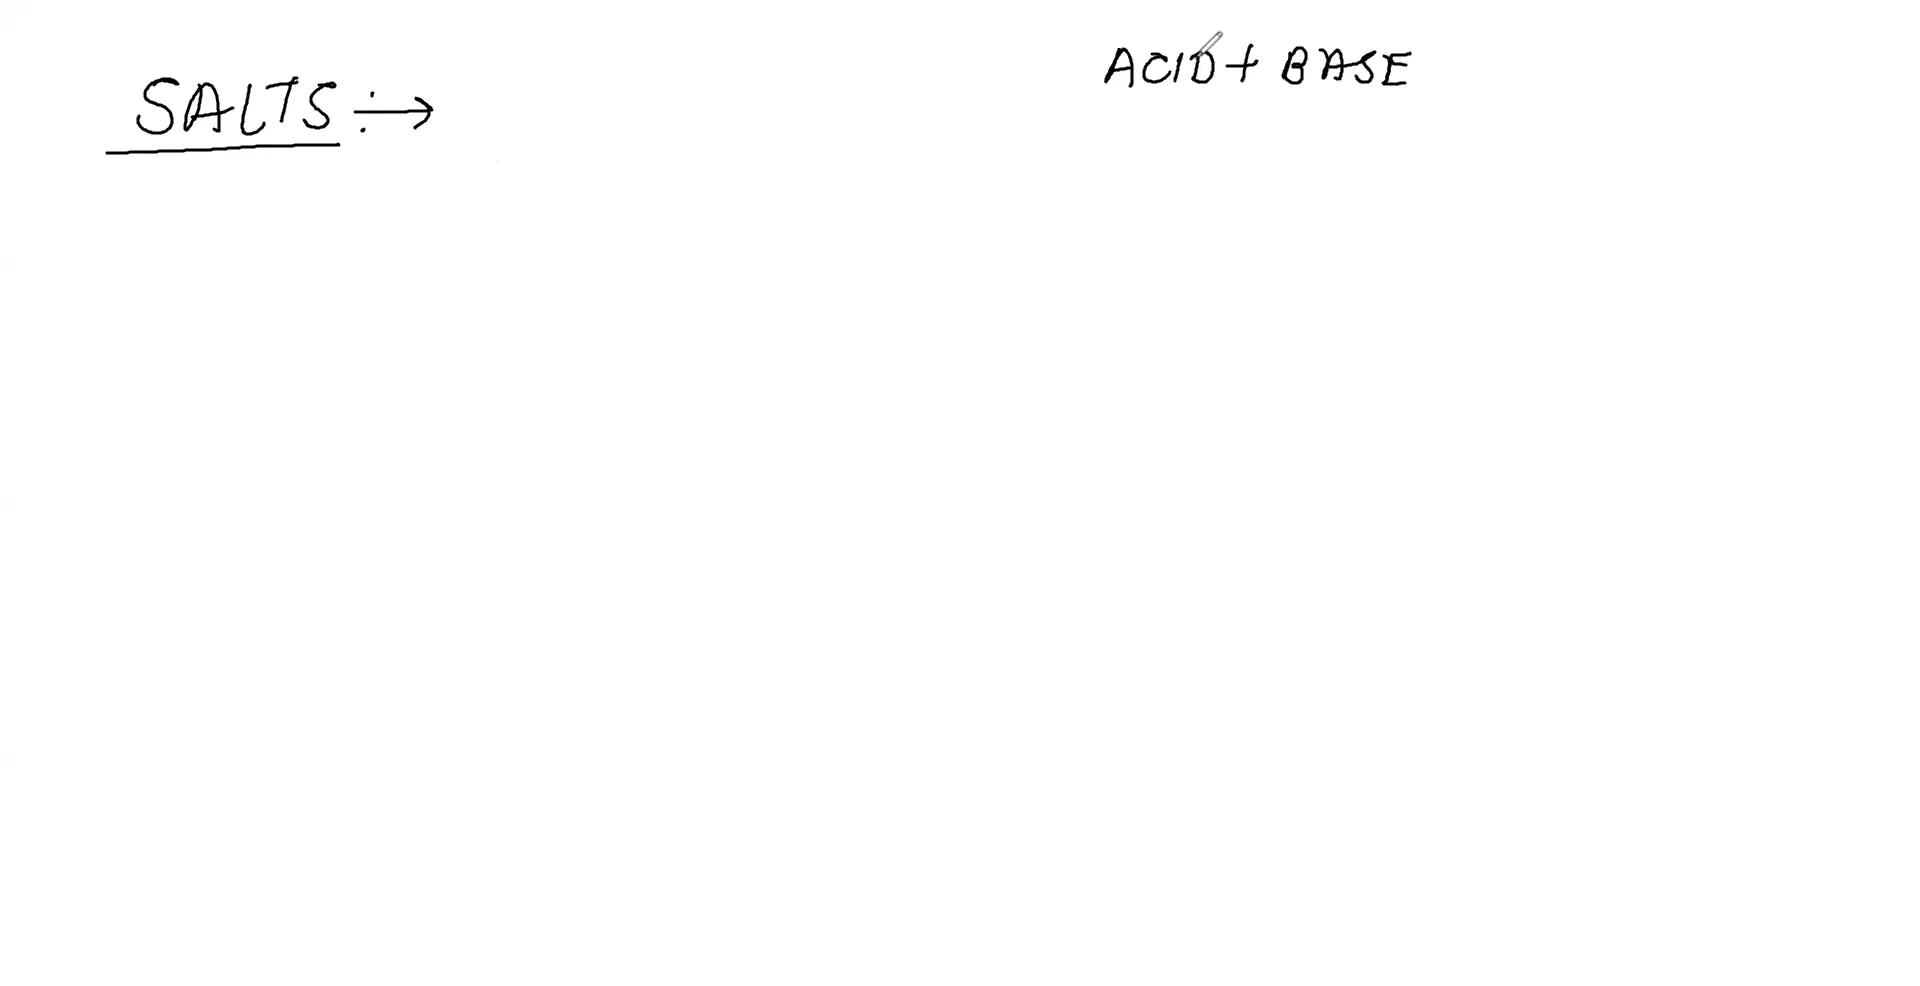 SALTS :→
ACID + BASE